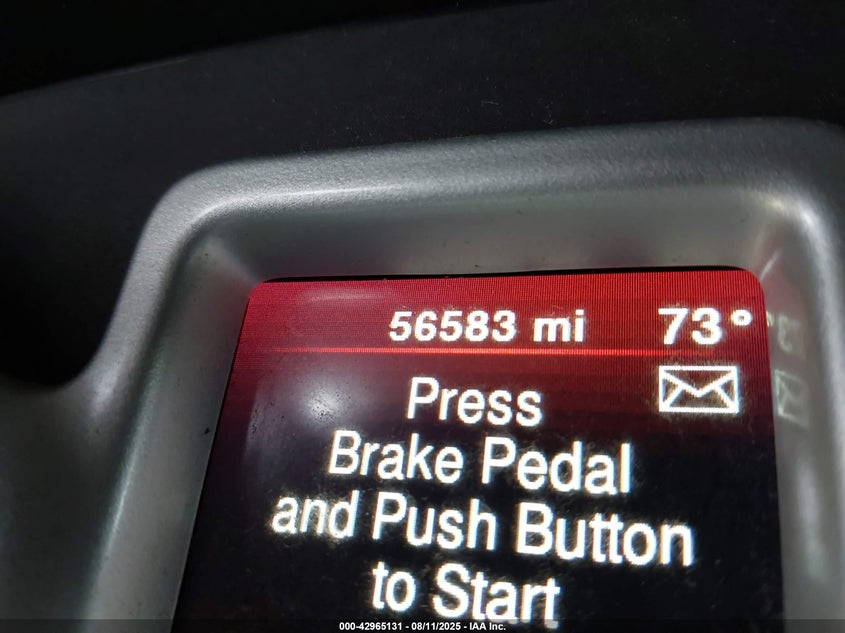 56583 mi 73°
Press
Brake Pedal
and Push Button
to Start
000-42965131 - 08/11/2025 - IAA Inc.